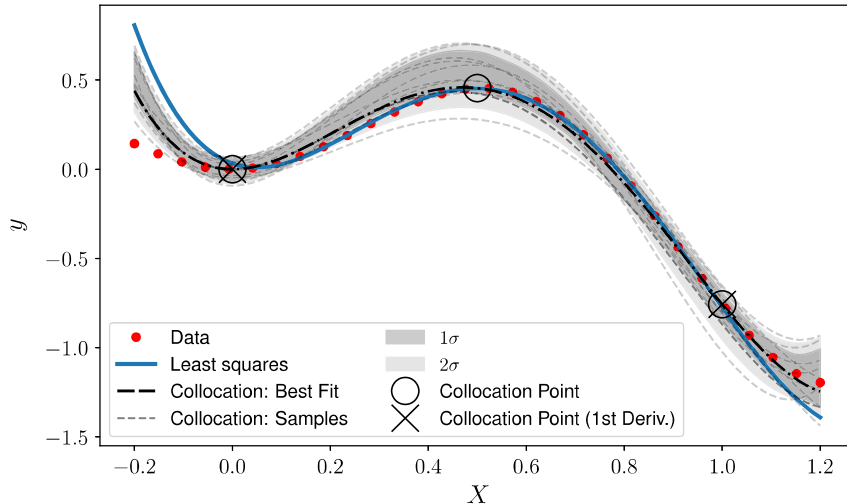 0.5
0.0
−0.5
−1.0
−1.5
y
Data
Least squares
Collocation: Best Fit
Collocation: Samples
1σ
2σ
Collocation Point
Collocation Point (1st Deriv.)
−0.2 0.0 0.2 0.4 0.6 0.8 1.0 1.2
X